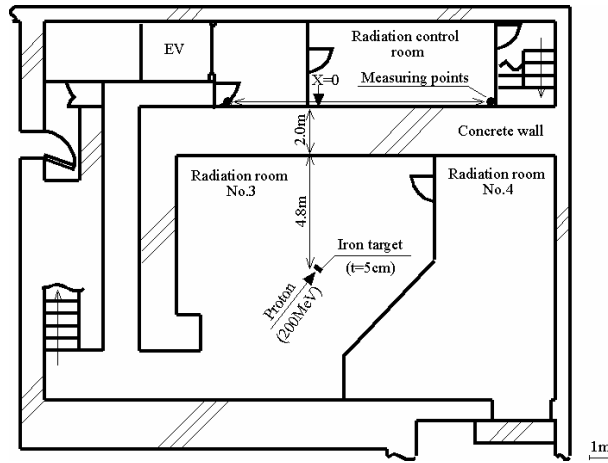 Radiation control
room
EV
X=0
Measuring points
2.0m
Concrete wall
Radiation room
No.3
Radiation room
No.4
4.8m
Iron target
(t=5cm)
Proton
(200MeV)
1m